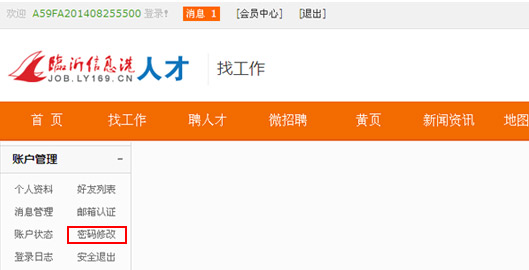 欢迎 A59FA201408255500 登录! 消息 1 [会员中心] [退出]
临沂信息港 人才 找工作
JOB.LY169.CN
首 页 找工作 聘人才 微招聘 黄页 新闻资讯 地图
账户管理 -
个人资料 好友列表
消息管理 邮箱认证
账户状态 密码修改
登录日志 安全退出